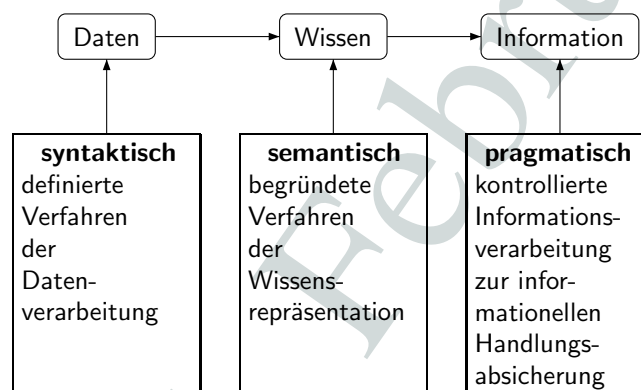 Daten
Wissen
Information
syntaktisch
definierte
Verfahren
der
Daten-
verarbeitung
semantisch
begründete
Verfahren
der
Wissens-
repräsentation
pragmatisch
kontrollierte
Informations-
verarbeitung
zur infor-
mationellen
Handlungs-
absicherung
Febru